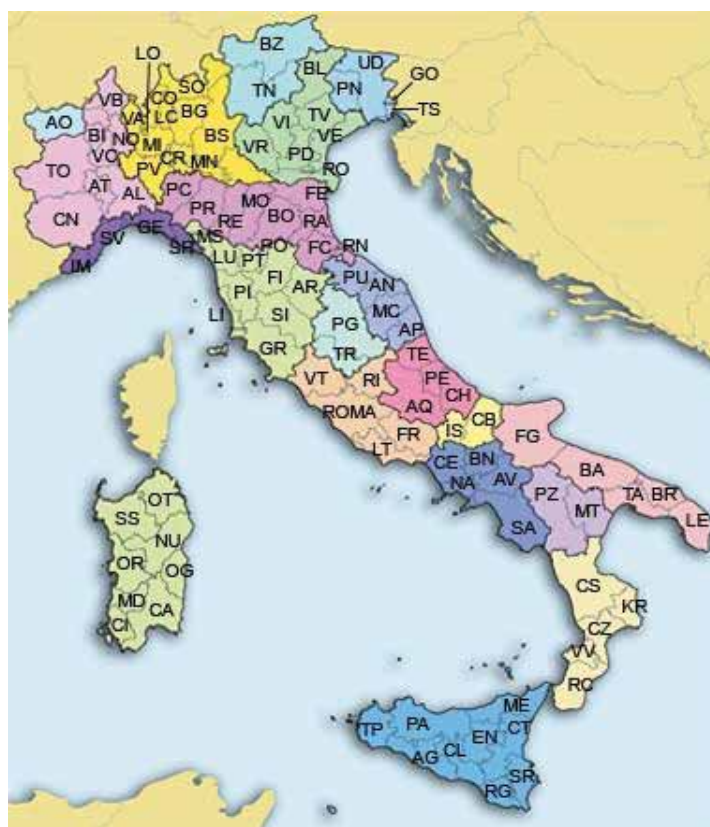 BZ
BL
UD
LO
GO
TN
PN
TS
SO
VB
CO
VA
LC
BG
TV
AO
BI
NO
MI
BS
VI
VE
VR
PD
TO
VC
PV
CR
MN
RO
AT
AL
PC
FE
CN
PR
RE
MO
BO
RA
GE
SV
MS
PO
FC
RN
IM
SP
LU
PT
FI
PU
AN
PI
AR
MC
LI
SI
PG
AP
GR
TR
TE
VT
RI
PE
CH
AQ
ROMA
CB
IS
FR
LT
FG
CE
BN
BA
NA
AV
PZ
TA
BR
MT
LE
SA
OT
SS
NU
OR
OG
CS
MD
CA
KR
CI
CZ
VV
RC
ME
TP
PA
CT
EN
CL
AG
SR
RG